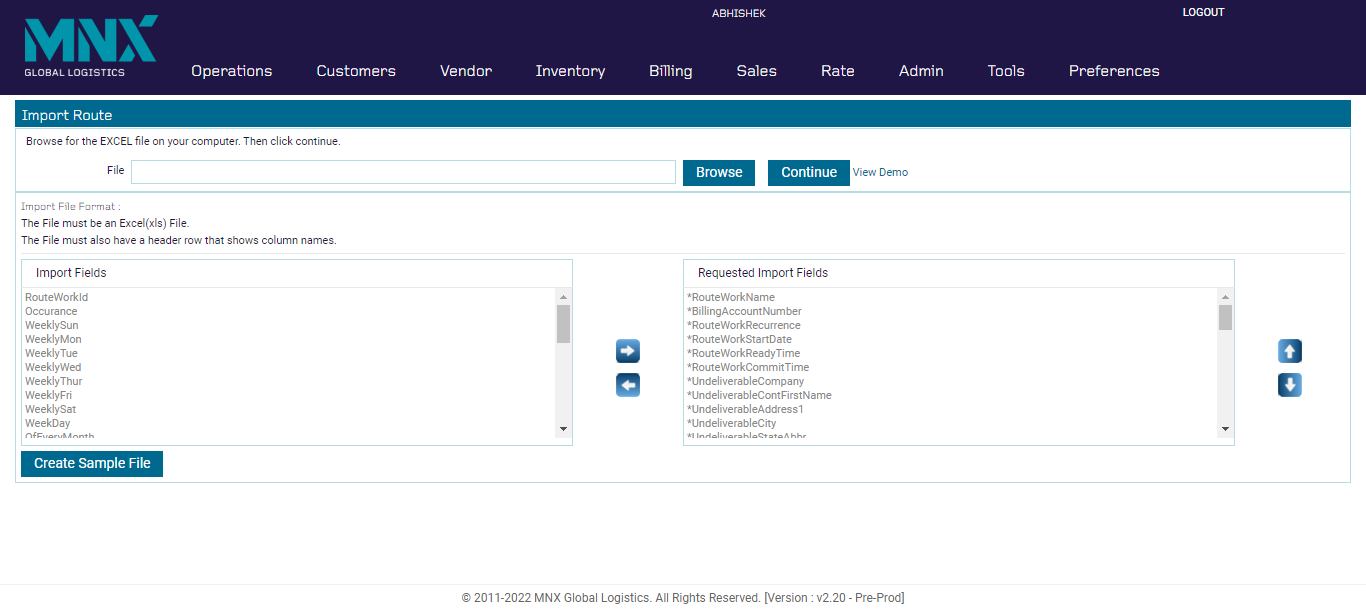 ABHISHEK
LOGOUT
MNX
GLOBAL LOGISTICS
Operations Customers Vendor Inventory Billing Sales Rate Admin Tools Preferences
Import Route
Browse for the EXCEL file on your computer. Then click continue.
File Browse Continue View Demo
Import File Format :
The File must be an Excel(xls) File.
The File must also have a header row that shows column names.
Import Fields
RouteWorkId
Occurance
WeeklySun
WeeklyMon
WeeklyTue
WeeklyWed
WeeklyThur
WeeklyFri
WeeklySat
WeekDay
OfEveryMonth
Requested Import Fields
*RouteWorkName
*BillingAccountNumber
*RouteWorkRecurrence
*RouteWorkStartDate
*RouteWorkReadyTime
*RouteWorkCommitTime
*UndeliverableCompany
*UndeliverableContFirstName
*UndeliverableAddress1
*UndeliverableCity
*UndeliverableStateAbbr
Create Sample File
© 2011-2022 MNX Global Logistics. All Rights Reserved. [Version : v2.20 - Pre-Prod]